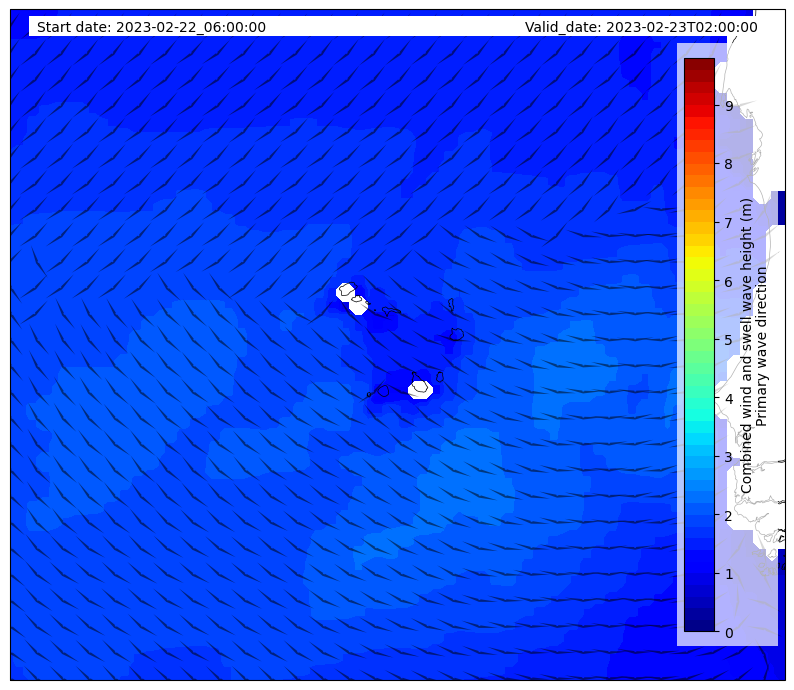 Start date: 2023-02-22_06:00:00
Valid_date: 2023-02-23T02:00:00
9
8
7
6
5
4
3
2
1
0
Combined wind and swell wave height (m)
Primary wave direction